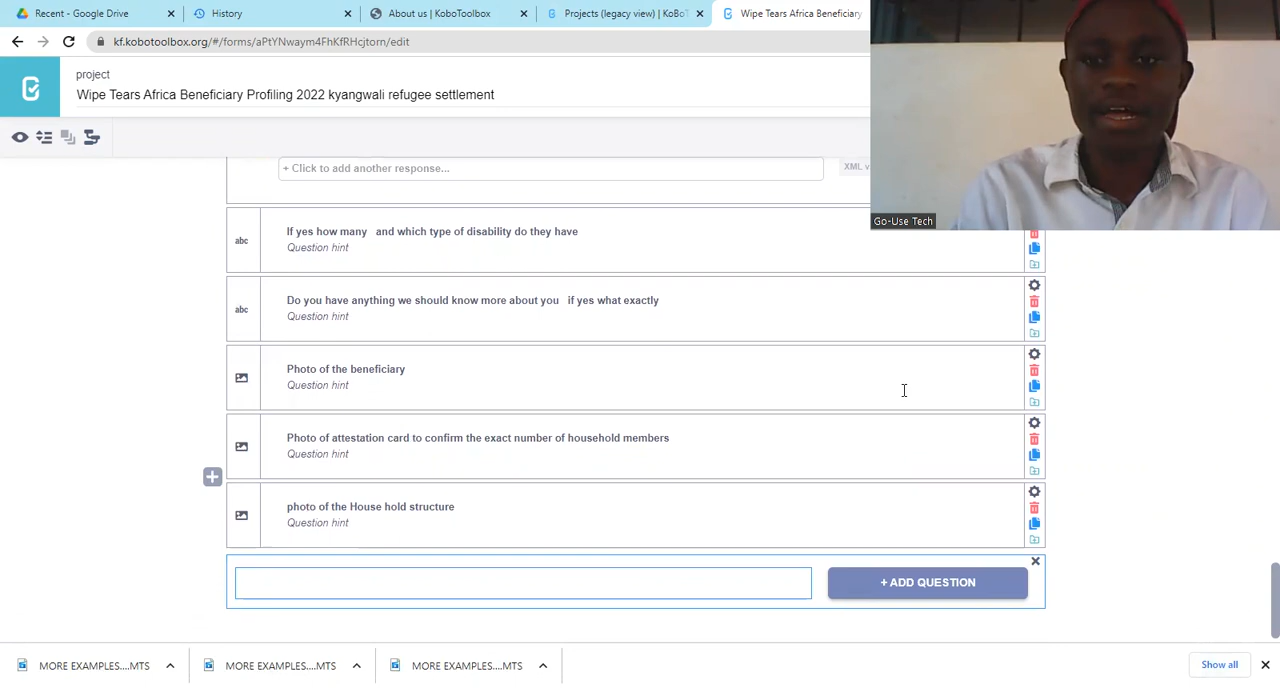 Recent - Google Drive
History
About us | KoboToolbox
Projects (legacy view) | KoBoT
Wipe Tears Africa Beneficiary
kf.kobotoolbox.org/#/forms/aPtYNwaym4FhKfRHcjtorn/edit
project
Wipe Tears Africa Beneficiary Profiling 2022 kyangwali refugee settlement
+ Click to add another response...
XML v
Go-Use Tech
abc
If yes how many and which type of disability do they have
Question hint
abc
Do you have anything we should know more about you if yes what exactly
Question hint
Photo of the beneficiary
Question hint
Photo of attestation card to confirm the exact number of household members
Question hint
photo of the House hold structure
Question hint
+ ADD QUESTION
MORE EXAMPLES....MTS
MORE EXAMPLES....MTS
MORE EXAMPLES....MTS
Show all